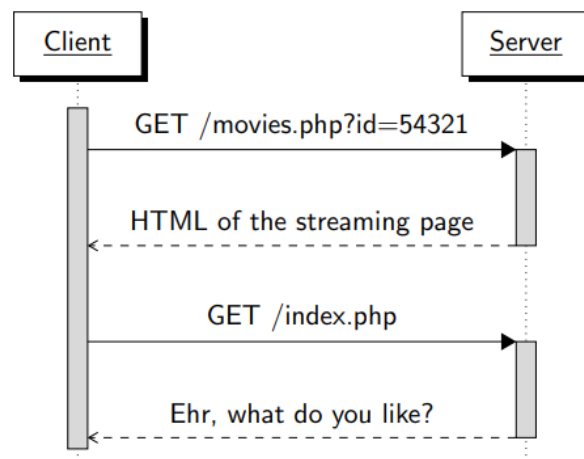 Client
Server
GET /movies.php?id=54321
HTML of the streaming page
GET /index.php
Ehr, what do you like?